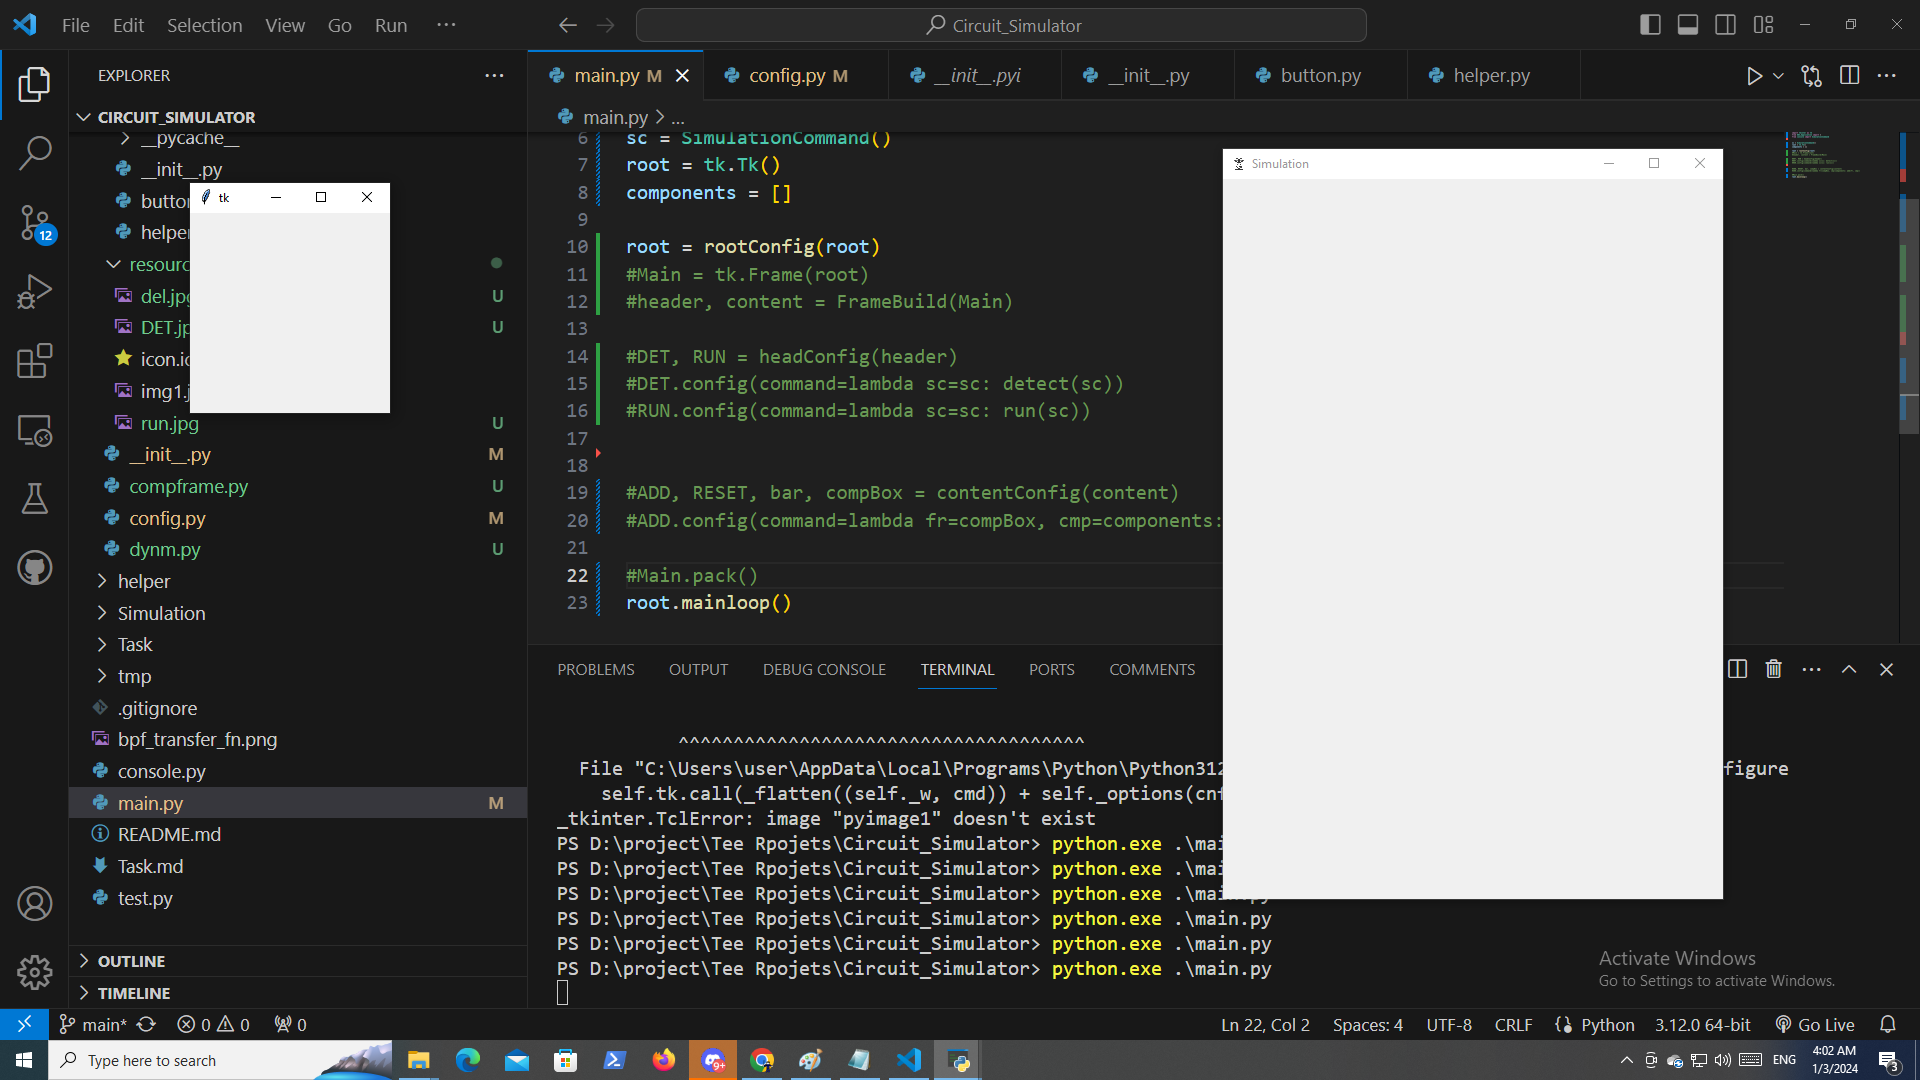 File Edit Selection View Go Run ···
Circuit_Simulator
EXPLORER
CIRCUIT_SIMULATOR
__pycache__
__init__.py
button
helper
resourc
del.jpg U
DET.jp U
icon.ic
img1.j
run.jpg U
__init__.py M
compframe.py U
config.py M
dynm.py U
helper
Simulation
Task
tmp
.gitignore
bpf_transfer_fn.png
console.py
main.py M
README.md
Task.md
test.py
OUTLINE
TIMELINE
12
tk
main.py M
config.py M
__init__.pyi
__init__.py
button.py
helper.py
main.py > ...
6 sc = SimulationCommand()
7 root = tk.Tk()
8 components = []
9
10 root = rootConfig(root)
11 #Main = tk.Frame(root)
12 #header, content = FrameBuild(Main)
13
14 #DET, RUN = headConfig(header)
15 #DET.config(command=lambda sc=sc: detect(sc))
16 #RUN.config(command=lambda sc=sc: run(sc))
17
18
19 #ADD, RESET, bar, compBox = contentConfig(content)
20 #ADD.config(command=lambda fr=compBox, cmp=components:
21
22 #Main.pack()
23 root.mainloop()
Simulation
PROBLEMS OUTPUT DEBUG CONSOLE TERMINAL PORTS COMMENTS
^^^^^^^^^^^^^^^^^^^^^^^^^^^^^^^^^^^^^
File "C:\Users\user\AppData\Local\Programs\Python\Python312 figure
self.tk.call(_flatten((self._w, cmd)) + self._options(cnf
_tkinter.TclError: image "pyimage1" doesn't exist
PS D:\project\Tee Rpojets\Circuit_Simulator> python.exe .\mai
PS D:\project\Tee Rpojets\Circuit_Simulator> python.exe .\mai
PS D:\project\Tee Rpojets\Circuit_Simulator> python.exe .\main.py
PS D:\project\Tee Rpojets\Circuit_Simulator> python.exe .\main.py
PS D:\project\Tee Rpojets\Circuit_Simulator> python.exe .\main.py
PS D:\project\Tee Rpojets\Circuit_Simulator> python.exe .\main.py
Activate Windows
Go to Settings to activate Windows.
main* 0 0 0
Ln 22, Col 2 Spaces: 4 UTF-8 CRLF Python 3.12.0 64-bit Go Live
Type here to search
9+
ENG
4:02 AM
1/3/2024
3